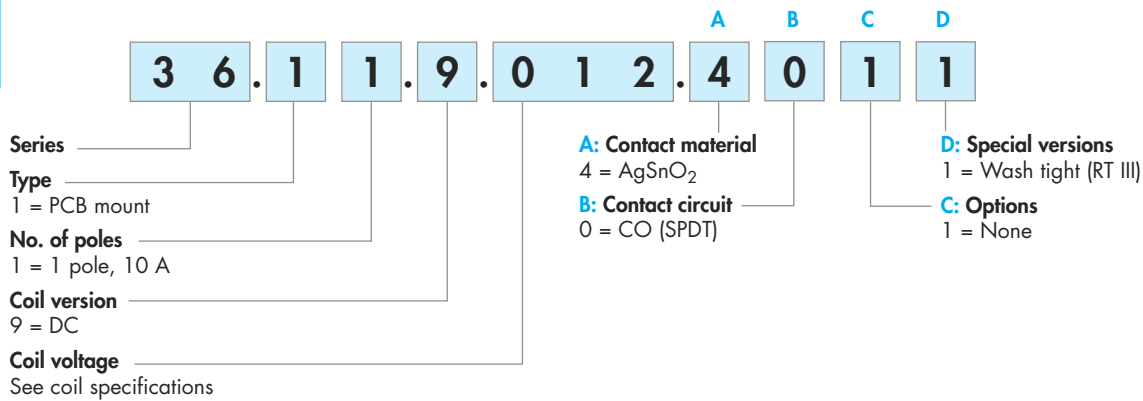 A B C D
3 6 . 1 1 . 9 . 0 1 2 . 4 0 1 1
Series
Type
1 = PCB mount
No. of poles
1 = 1 pole, 10 A
Coil version
9 = DC
Coil voltage
See coil specifications
A: Contact material
4 = AgSnO₂
B: Contact circuit
0 = CO (SPDT)
D: Special versions
1 = Wash tight (RT III)
C: Options
1 = None